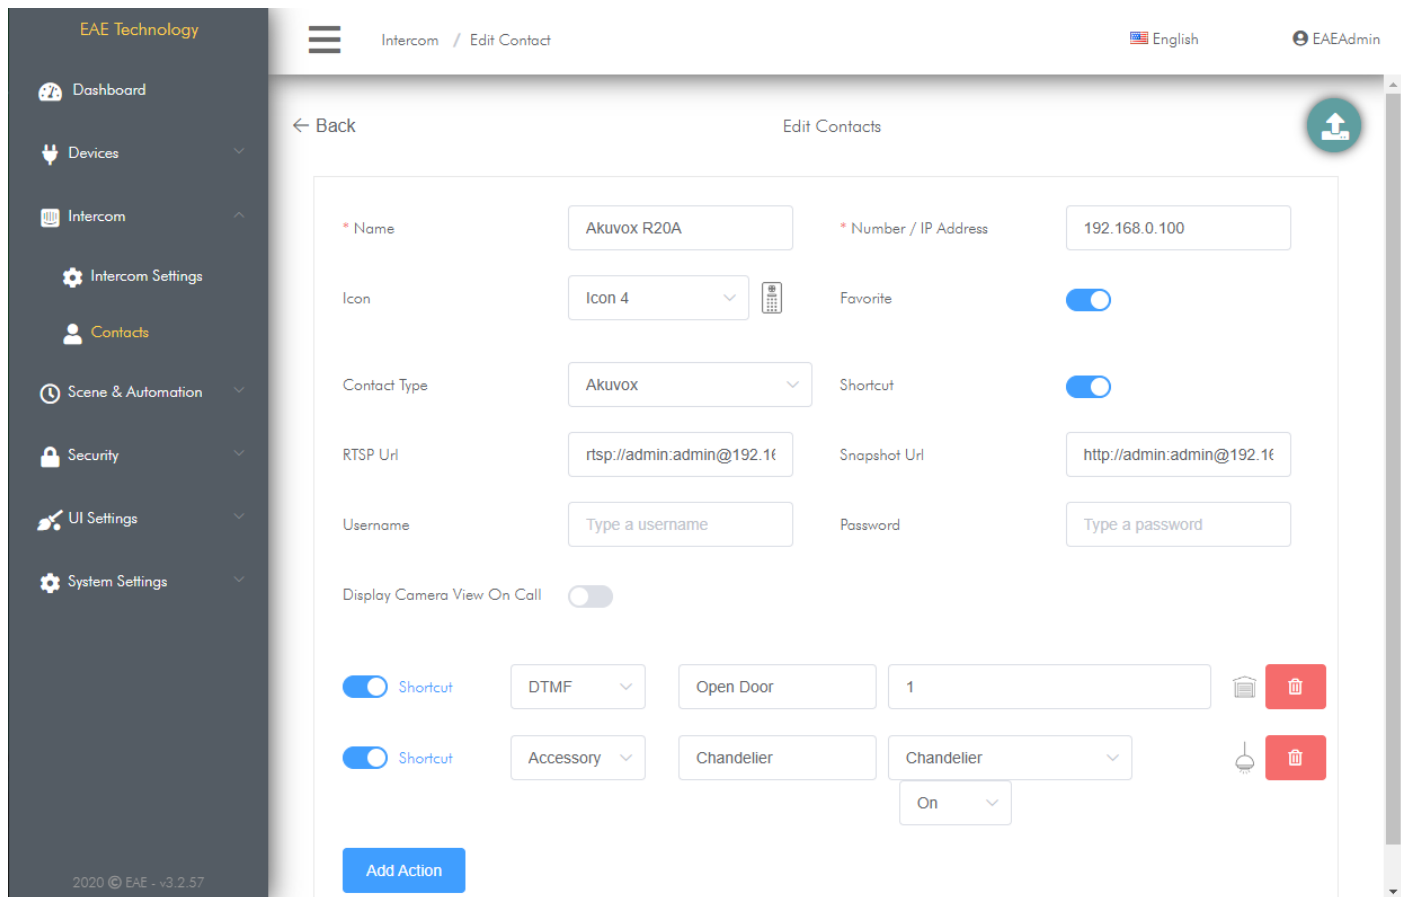 EAE Technology
Intercom / Edit Contact
English
EAEAdmin
Dashboard
Devices
Intercom
Intercom Settings
Contacts
Scene & Automation
Security
UI Settings
System Settings
2020 © EAE - v3.2.57
← Back
Edit Contacts
* Name
Akuvox R20A
* Number / IP Address
192.168.0.100
Icon
Icon 4
Favorite
Contact Type
Akuvox
Shortcut
RTSP Url
rtsp://admin:admin@192.16
Snapshot Url
http://admin:admin@192.16
Username
Type a username
Password
Type a password
Display Camera View On Call
Shortcut
DTMF
Open Door
1
Shortcut
Accessory
Chandelier
Chandelier
On
Add Action